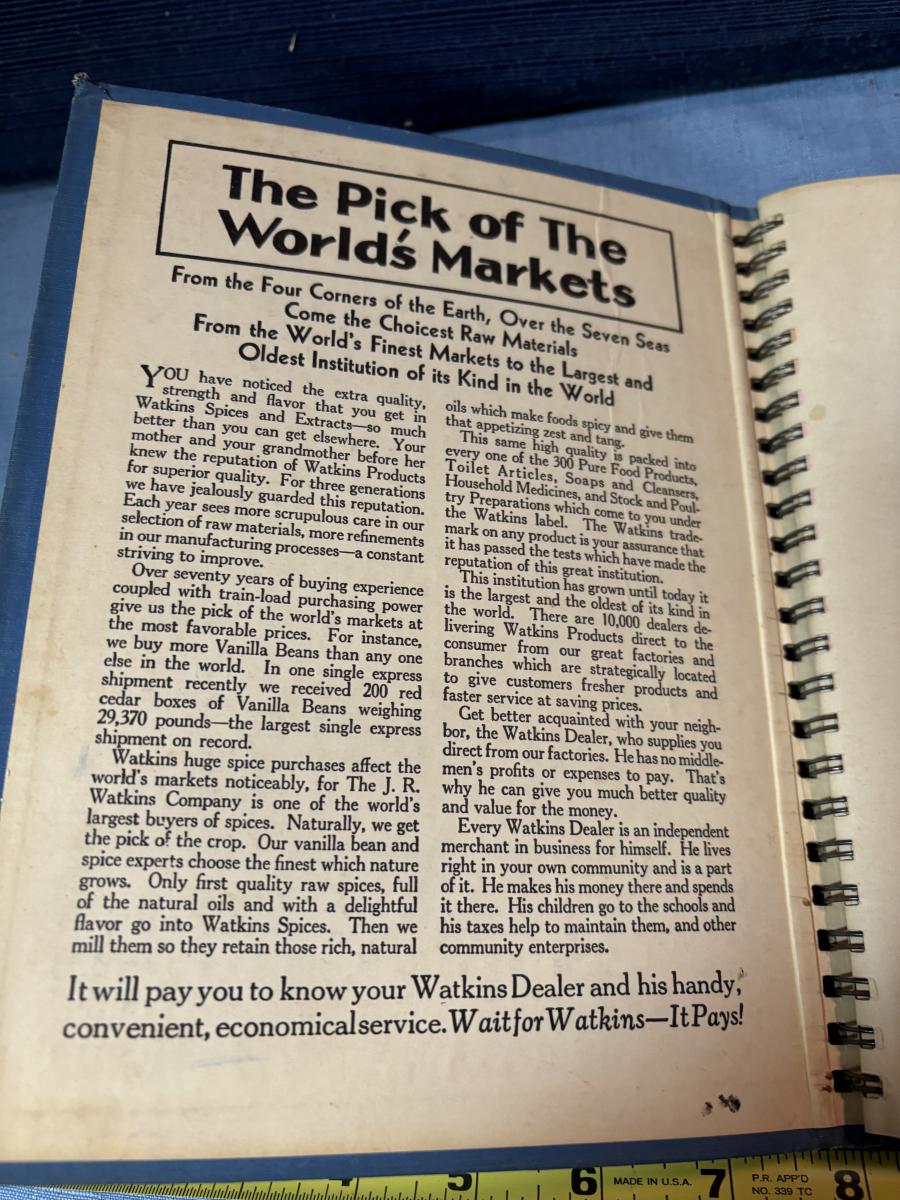 The Pick of The
World's Markets
From the Four Corners of the Earth, Over the Seven Seas
Come the Choicest Raw Materials
From the World's Finest Markets to the Largest and
Oldest Institution of its Kind in the World
YOU have noticed the extra quality,
strength and flavor that you get in
Watkins Spices and Extracts—so much
better than you can get elsewhere. Your
mother and your grandmother before her
knew the reputation of Watkins Products
for superior quality. For three generations
we have jealously guarded this reputation.
Each year sees more scrupulous care in our
selection of raw materials, more refinements
in our manufacturing processes—a constant
striving to improve.
Over seventy years of buying experience
coupled with train-load purchasing power
give us the pick of the world's markets at
the most favorable prices. For instance,
we buy more Vanilla Beans than any one
else in the world. In one single express
shipment recently we received 200 red
cedar boxes of Vanilla Beans weighing
29,370 pounds—the largest single express
shipment on record.
Watkins huge spice purchases affect the
world's markets noticeably, for The J. R.
Watkins Company is one of the world's
largest buyers of spices. Naturally, we get
the pick of the crop. Our vanilla bean and
spice experts choose the finest which nature
grows. Only first quality raw spices, full
of the natural oils and with a delightful
flavor go into Watkins Spices. Then we
mill them so they retain those rich, natural
oils which make foods spicy and give them
that appetizing zest and tang.
This same high quality is packed into
every one of the 300 Pure Food Products,
Toilet Articles, Soaps and Cleansers,
Household Medicines, and Stock and Poul-
try Preparations which come to you under
the Watkins label. The Watkins trade-
mark on any product is your assurance that
it has passed the tests which have made the
reputation of this great institution.
This institution has grown until today it
is the largest and the oldest of its kind in
the world. There are 10,000 dealers de-
livering Watkins Products direct to the
consumer from our great factories and
branches which are strategically located
to give customers fresher products and
faster service at saving prices.
Get better acquainted with your neigh-
bor, the Watkins Dealer, who supplies you
direct from our factories. He has no middle-
men's profits or expenses to pay. That's
why he can give you much better quality
and value for the money.
Every Watkins Dealer is an independent
merchant in business for himself. He lives
right in your own community and is a part
of it. He makes his money there and spends
it there. His children go to the schools and
his taxes help to maintain them, and other
community enterprises.
It will pay you to know your Watkins Dealer and his handy,
convenient, economical service. Wait for Watkins—It Pays!
4 5 6 MADE IN U.S.A. 7 P.R. APP'D 8
NO. 339 TC